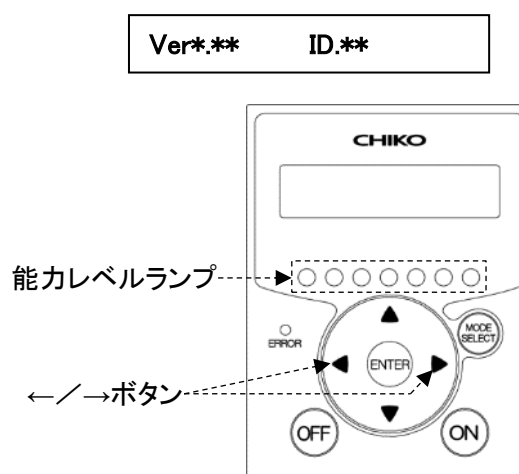 Ver*.** ID.**
CHIKO
能力レベルランプ
ERROR
MODE
SELECT
ENTER
←／→ボタン
OFF
ON